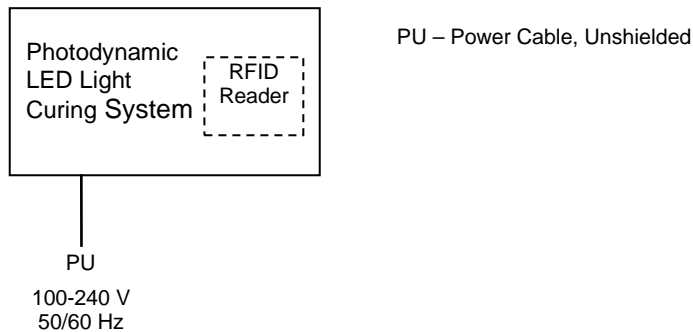 PU – Power Cable, Unshielded
Photodynamic
LED Light
Curing System
RFID
Reader
PU
100-240 V
50/60 Hz